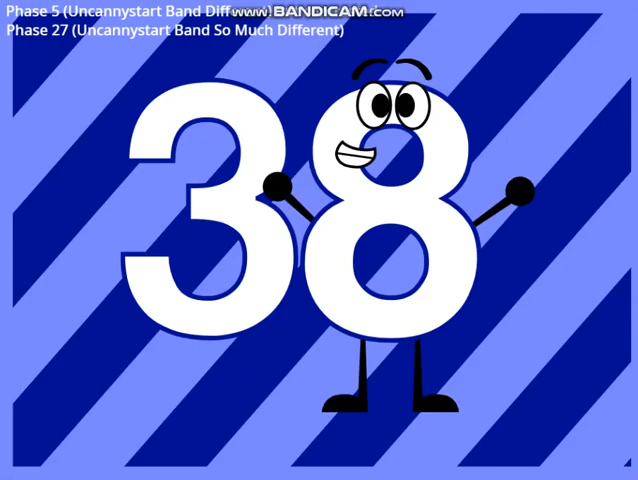 Phase 5 (Uncannystart Band
www.BANDICAM.com
Phase 27 (Uncannystart Band So Much Different)
38